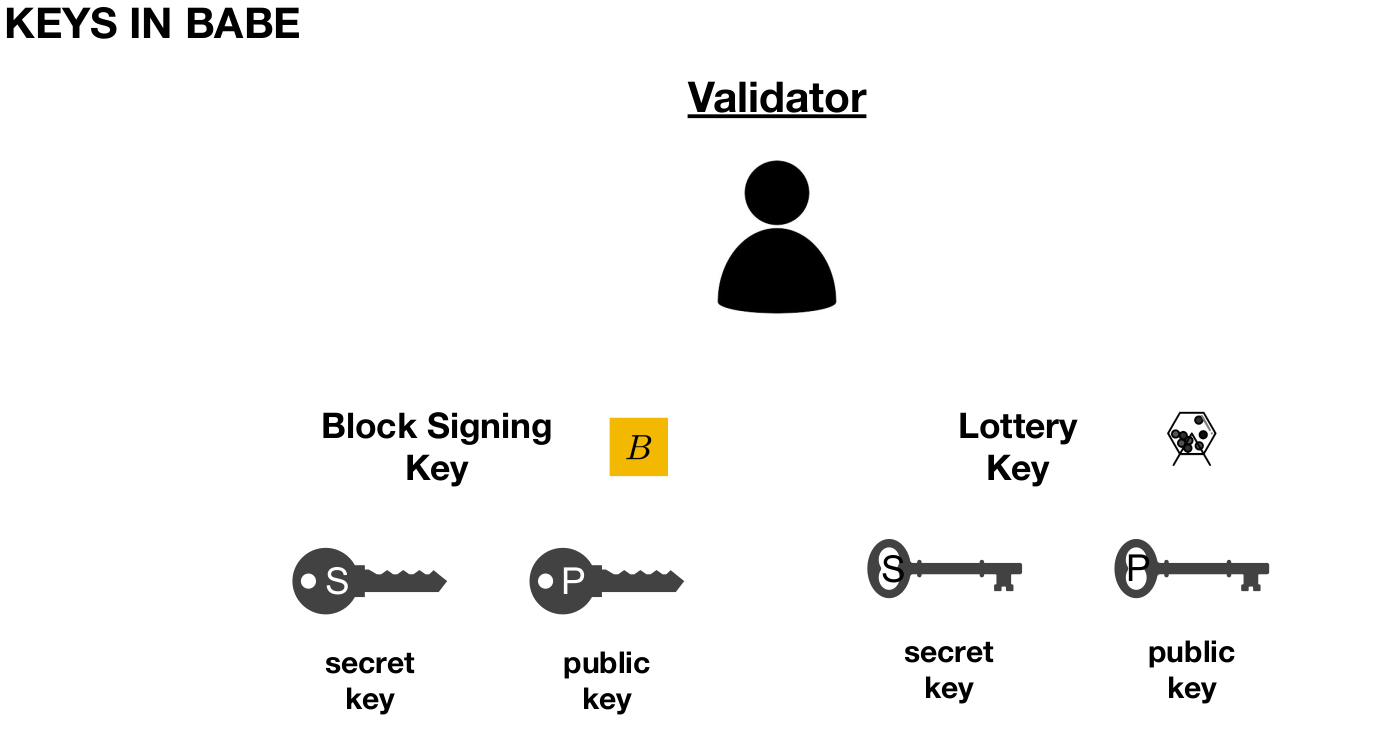 KEYS IN BABE
Validator
Block Signing
Key
B
Lottery
Key
S
P
S
P
secret
key
public
key
secret
key
public
key